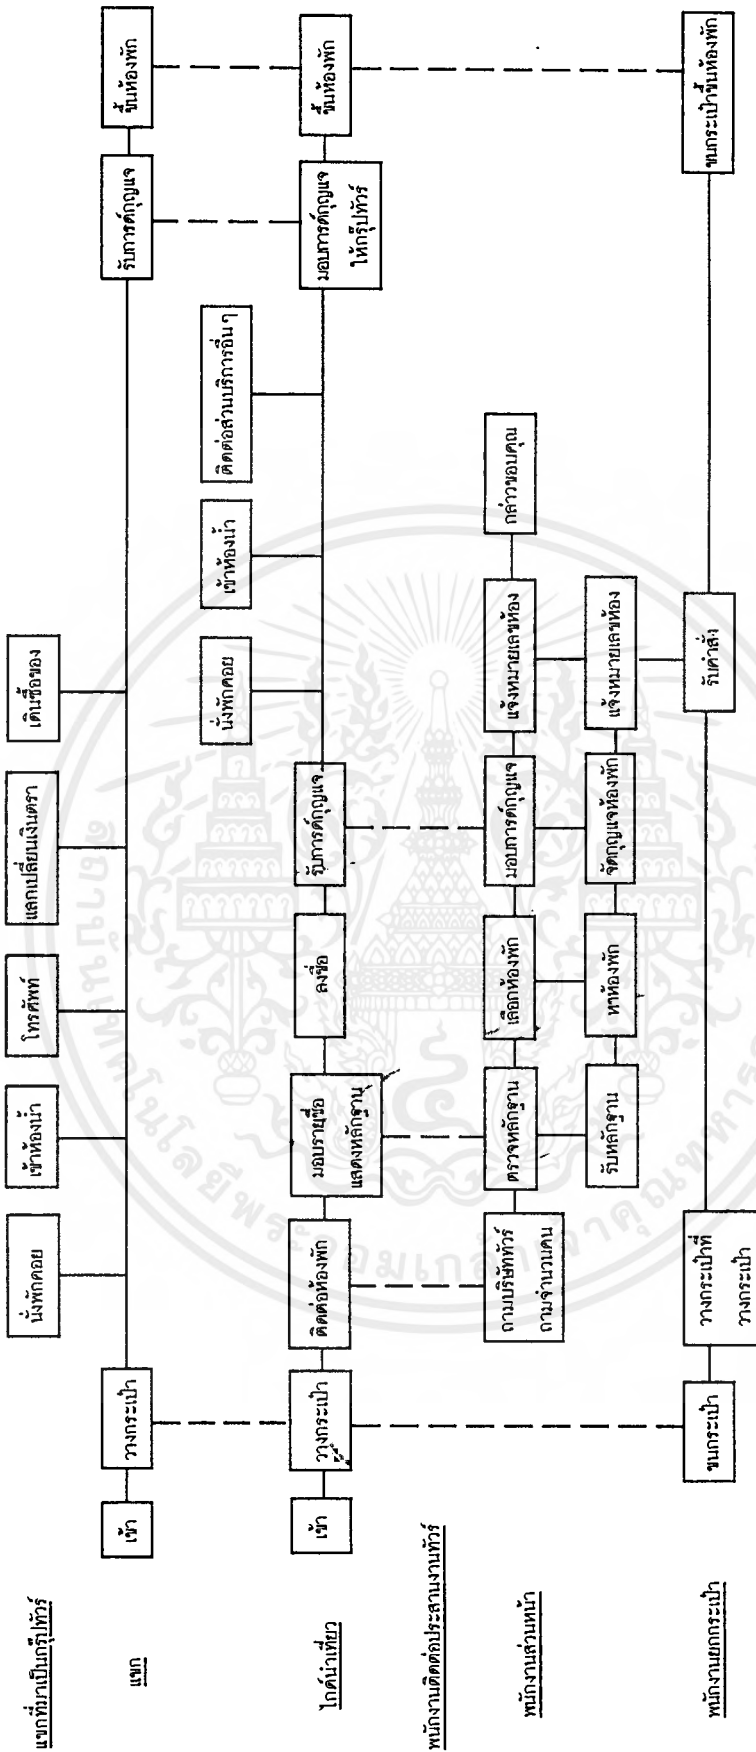 แขกที่มาเป็นกรุ๊ปทัวร์
แขก
เข้า
วางกระเป๋า
นั่งพักคอย
เข้าห้องน้ำ
โทรศัพท์
แลกเปลี่ยนเงินตรา
เดินซื้อของ
รับการ์ดกุญแจ
ขึ้นห้องพัก
ไกด์นำเที่ยว
เข้า
วางกระเป๋า
ติดต่อห้องพัก
มอบรายชื่อ
แสดงหลักฐาน
ลงชื่อ
รับการ์ดกุญแจ
นั่งพักคอย
เข้าห้องน้ำ
ติดต่อส่วนบริการอื่นๆ
มอบการ์ดกุญแจ
ให้กรุ๊ปทัวร์
ขึ้นห้องพัก
พนักงานติดต่อประสานงานทัวร์
พนักงานส่วนหน้า
ถามบริษัททัวร์
ถามจำนวนคน
ตรวจหลักฐาน
เลือกห้องพัก
มอบการ์ดกุญแจ
แจ้งหมายเลขห้อง
กล่าวขอบคุณ
รับหลักฐาน
หาห้องพัก
จัดกุญแจห้องพัก
แจ้งหมายเลขห้อง
พนักงานยกกระเป๋า
ขนกระเป๋า
วางกระเป๋าที่
วางกระเป๋า
รับคำสั่ง
ขนกระเป๋าขึ้นห้องพัก